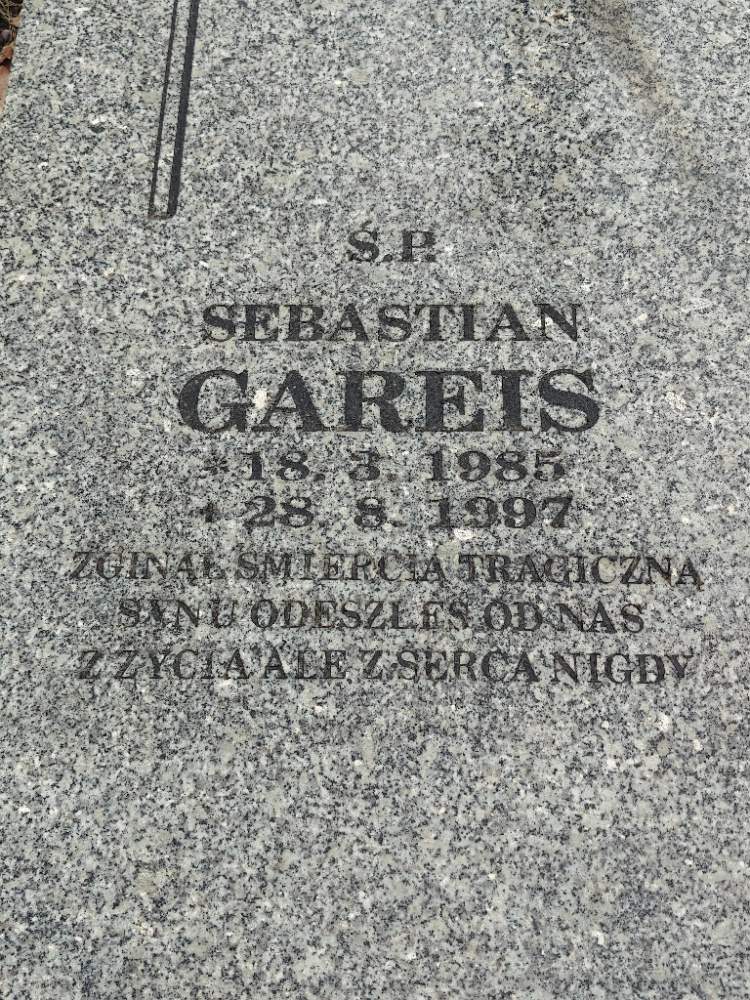 Ś.P.
SEBASTIAN
GAREIS
* 18. 3. 1985
+ 28. 8. 1997
ZGINĄŁ ŚMIERCIĄ TRAGICZNĄ
SYNU ODESZŁEŚ OD NAS
Z ŻYCIA ALE Z SERCA NIGDY